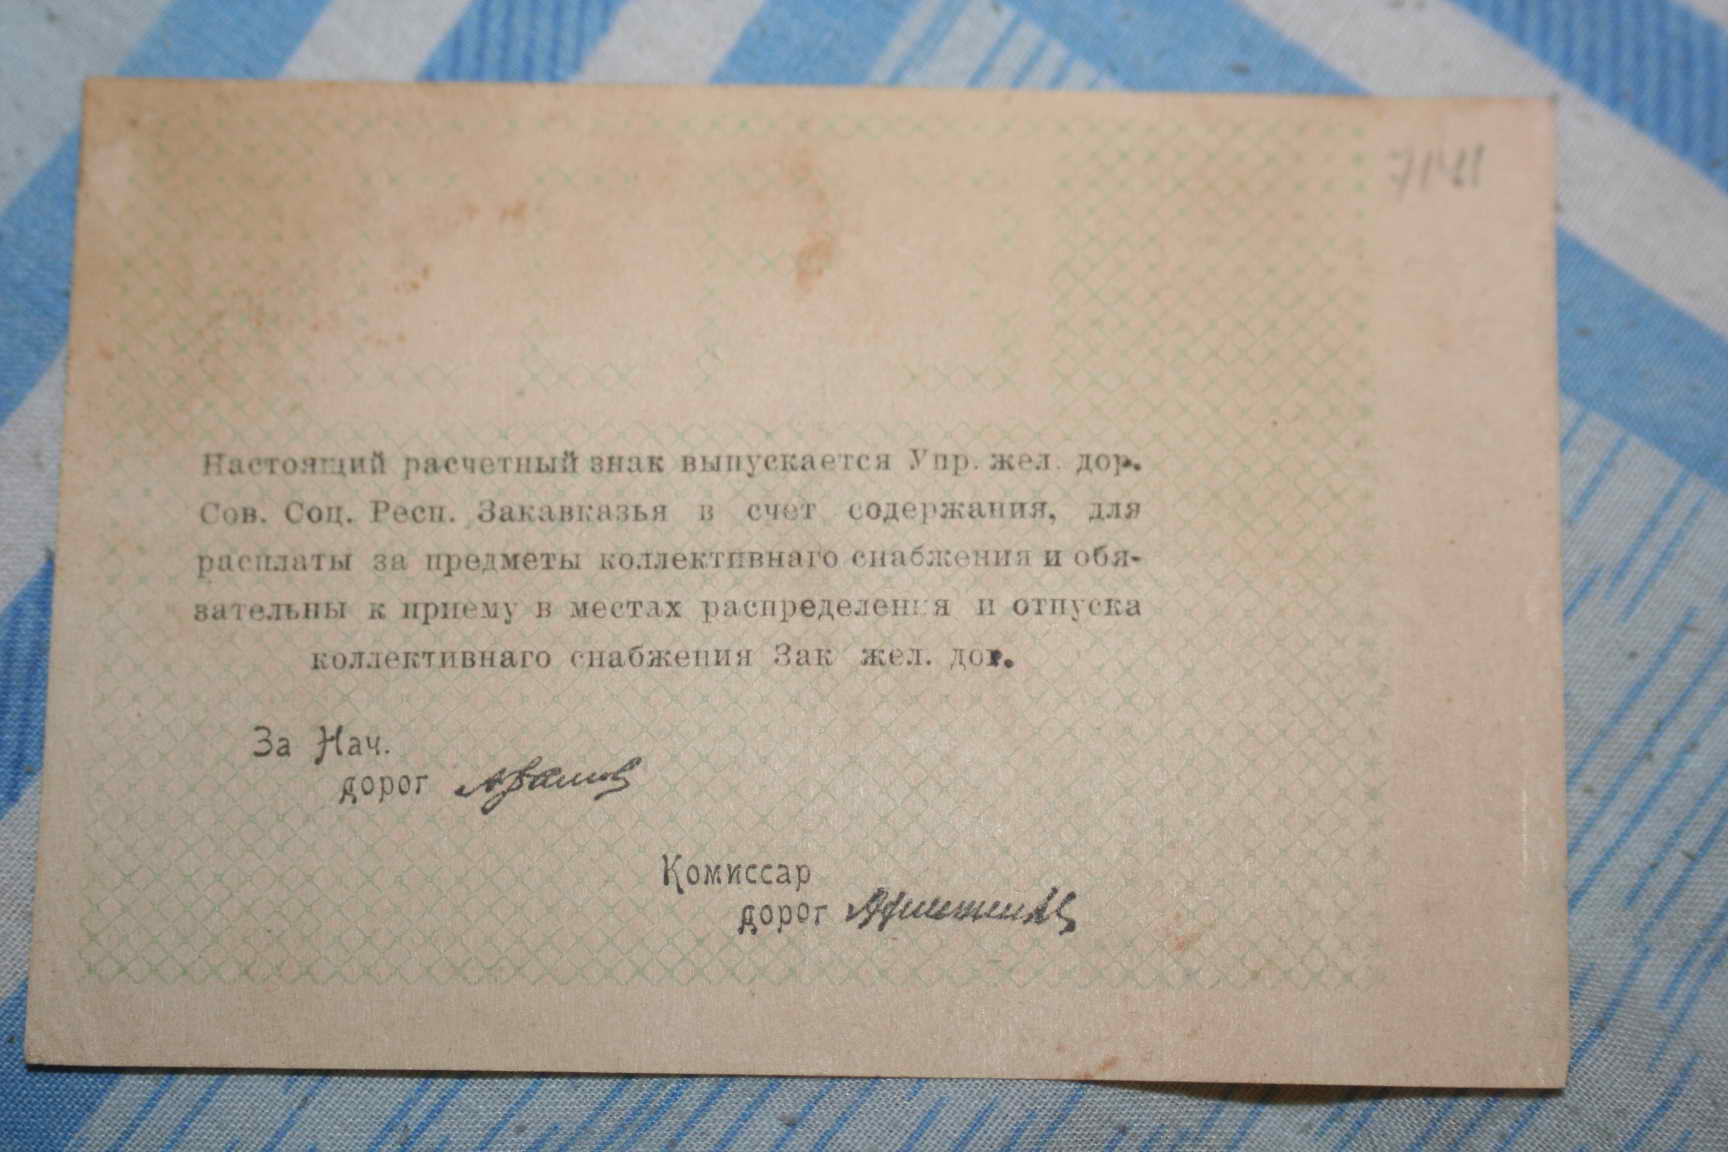 Настоящий расчетный знак выпускается Упр. жел. дор.
Сов. Соц. Респ. Закавказья в счет содержания, для
расплаты за предметы коллективнаго снабжения и обя-
зательны к приему в местах распределения и отпуска
коллективнаго снабжения Зак жел. дор.
За Нач.
дорог
Комиссар
дорог